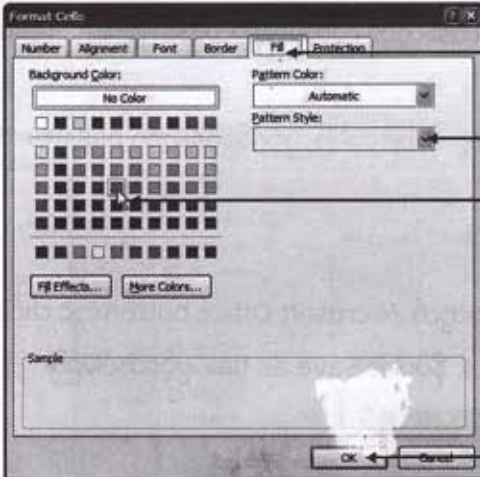 Format Cells
Number Alignment Font Border Fill Protection
Background Color:
No Color
Pattern Color:
Automatic
Pattern Style:
Fill Effects... More Colors...
Sample
OK Cancel